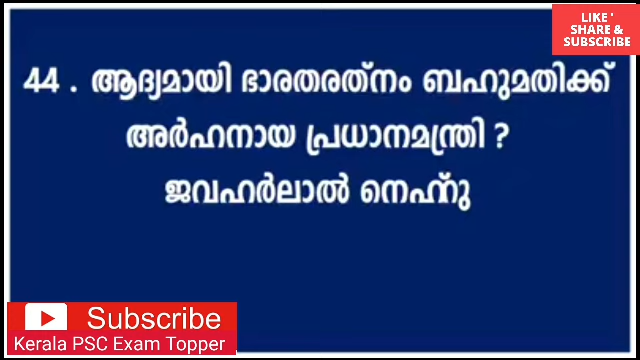 LIKE '
SHARE &
SUBSCRIBE
44 . ആദ്യമായി ഭാരതരത്നം ബഹുമതിക്ക്
അർഹനായ പ്രധാനമന്ത്രി ?
ജവഹർലാൽ നെഹ്റു
Subscribe
Kerala PSC Exam Topper